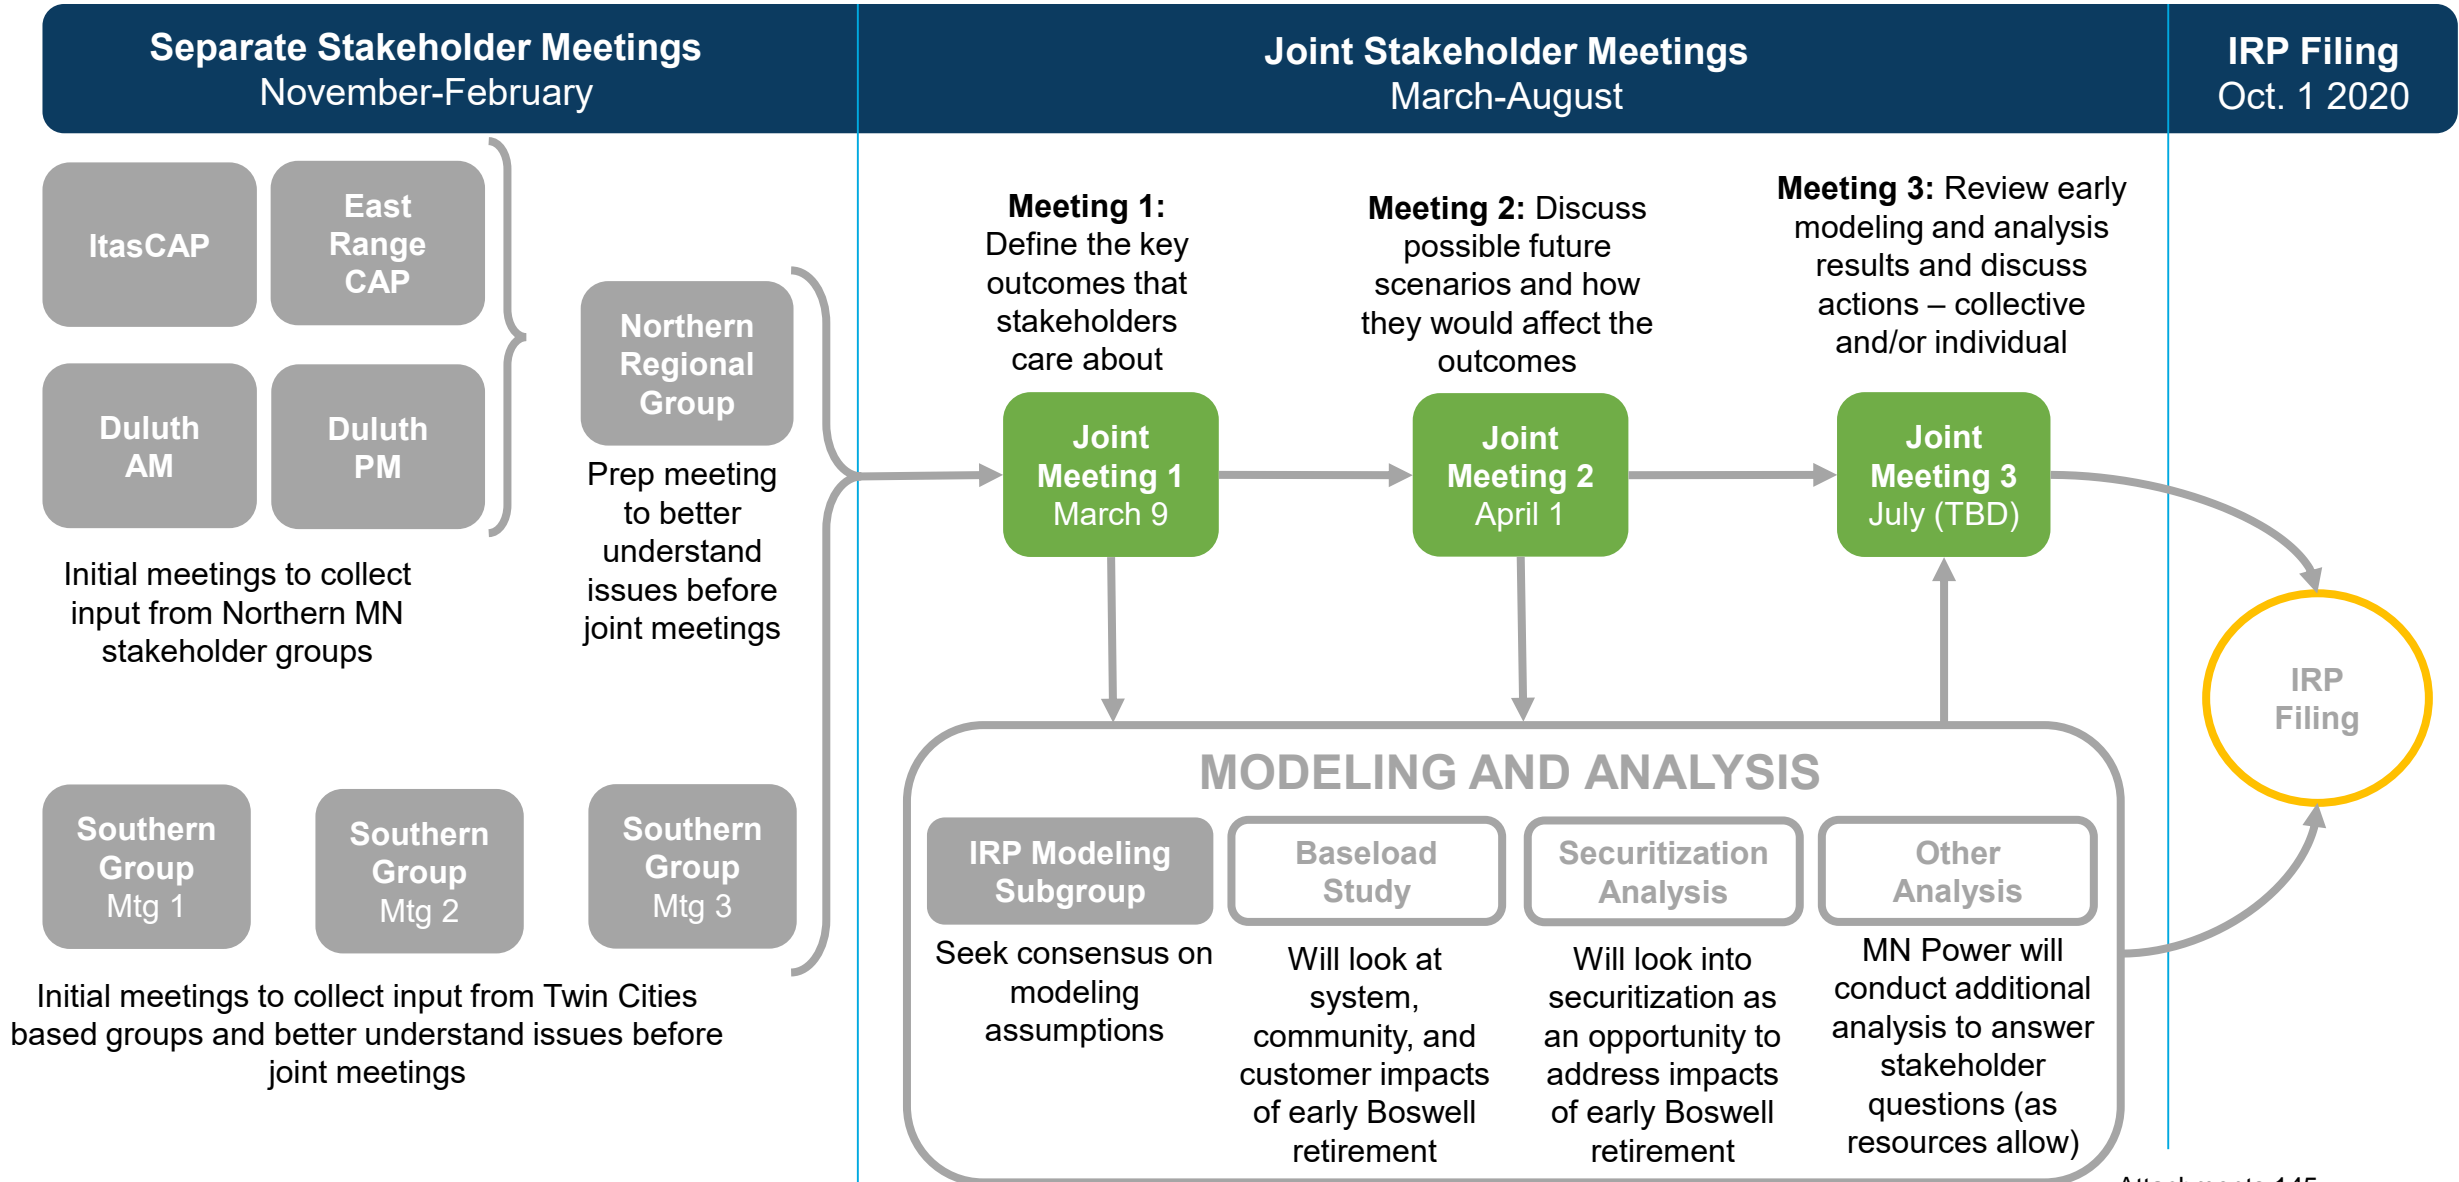 Separate Stakeholder Meetings
November-February
Joint Stakeholder Meetings
March-August
IRP Filing
Oct. 1 2020
ItasCAP
East
Range
CAP
Duluth
AM
Duluth
PM
Initial meetings to collect
input from Northern MN
stakeholder groups
Northern
Regional
Group
Prep meeting
to better
understand
issues before
joint meetings
Southern
Group
Mtg 1
Southern
Group
Mtg 2
Southern
Group
Mtg 3
Initial meetings to collect input from Twin Cities
based groups and better understand issues before
joint meetings
Meeting 1:
Define the key
outcomes that
stakeholders
care about
Meeting 2: Discuss
possible future
scenarios and how
they would affect the
outcomes
Meeting 3: Review early
modeling and analysis
results and discuss
actions – collective
and/or individual
Joint
Meeting 1
March 9
Joint
Meeting 2
April 1
Joint
Meeting 3
July (TBD)
MODELING AND ANALYSIS
IRP Modeling
Subgroup
Seek consensus on
modeling
assumptions
Baseload
Study
Will look at
system,
community, and
customer impacts
of early Boswell
retirement
Securitization
Analysis
Will look into
securitization as
an opportunity to
address impacts
of early Boswell
retirement
Other
Analysis
MN Power will
conduct additional
analysis to answer
stakeholder
questions (as
resources allow)
IRP
Filing